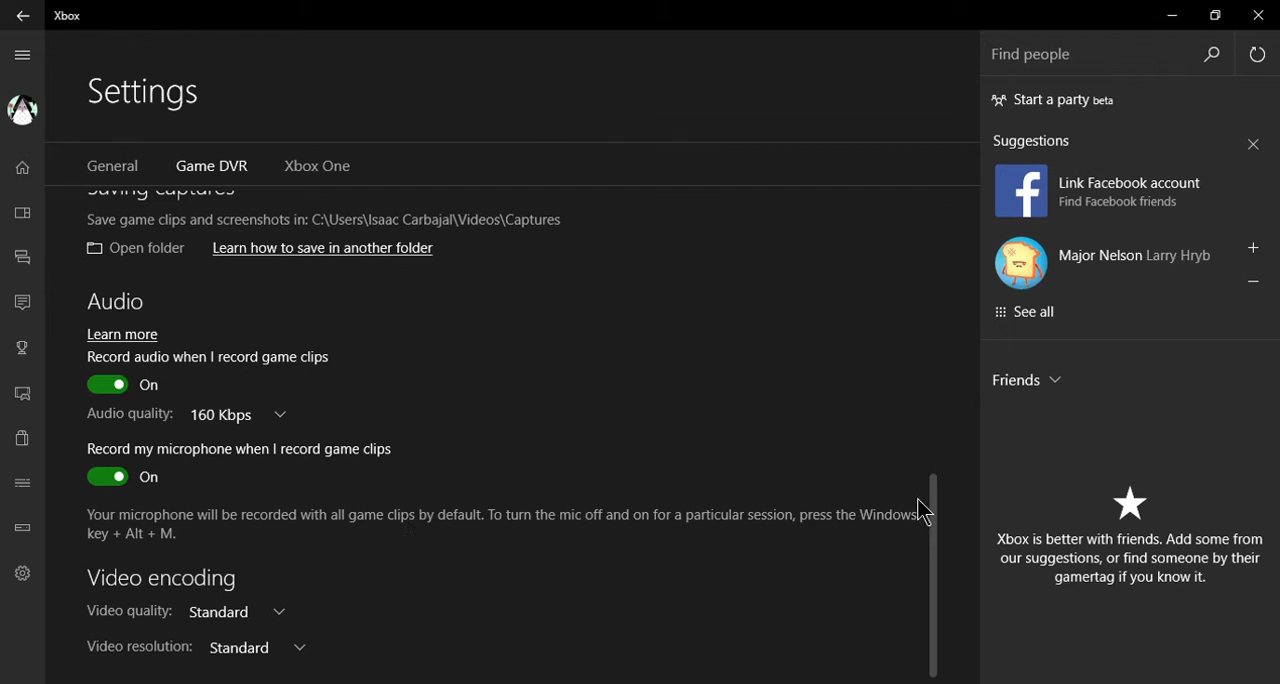 Xbox
Settings
General
Game DVR
Xbox One
Saving captures
Save game clips and screenshots in: C:\Users\Isaac Carbajal\Videos\Captures
Open folder
Learn how to save in another folder
Audio
Learn more
Record audio when I record game clips
On
Audio quality: 160 Kbps
Record my microphone when I record game clips
On
Your microphone will be recorded with all game clips by default. To turn the mic off and on for a particular session, press the Windows
key + Alt + M.
Video encoding
Video quality: Standard
Video resolution: Standard
Find people
Start a party beta
Suggestions
Link Facebook account
Find Facebook friends
Major Nelson Larry Hryb
See all
Friends
Xbox is better with friends. Add some from
our suggestions, or find someone by their
gamertag if you know it.